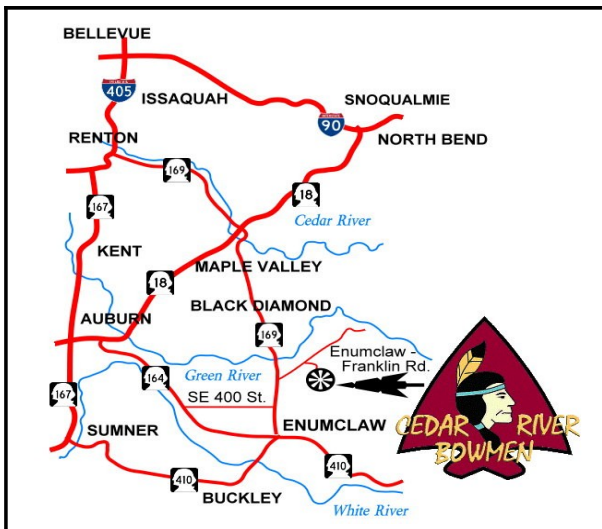 BELLEVUE
405
ISSAQUAH
SNOQUALMIE
90
NORTH BEND
RENTON
169
167
18
Cedar River
KENT
MAPLE VALLEY
18
BLACK DIAMOND
AUBURN
169
Enumclaw -
Franklin Rd.
Green River
164
SE 400 St.
167
SUMNER
ENUMCLAW
CEDAR RIVER
BOWMEN
410
410
BUCKLEY
White River